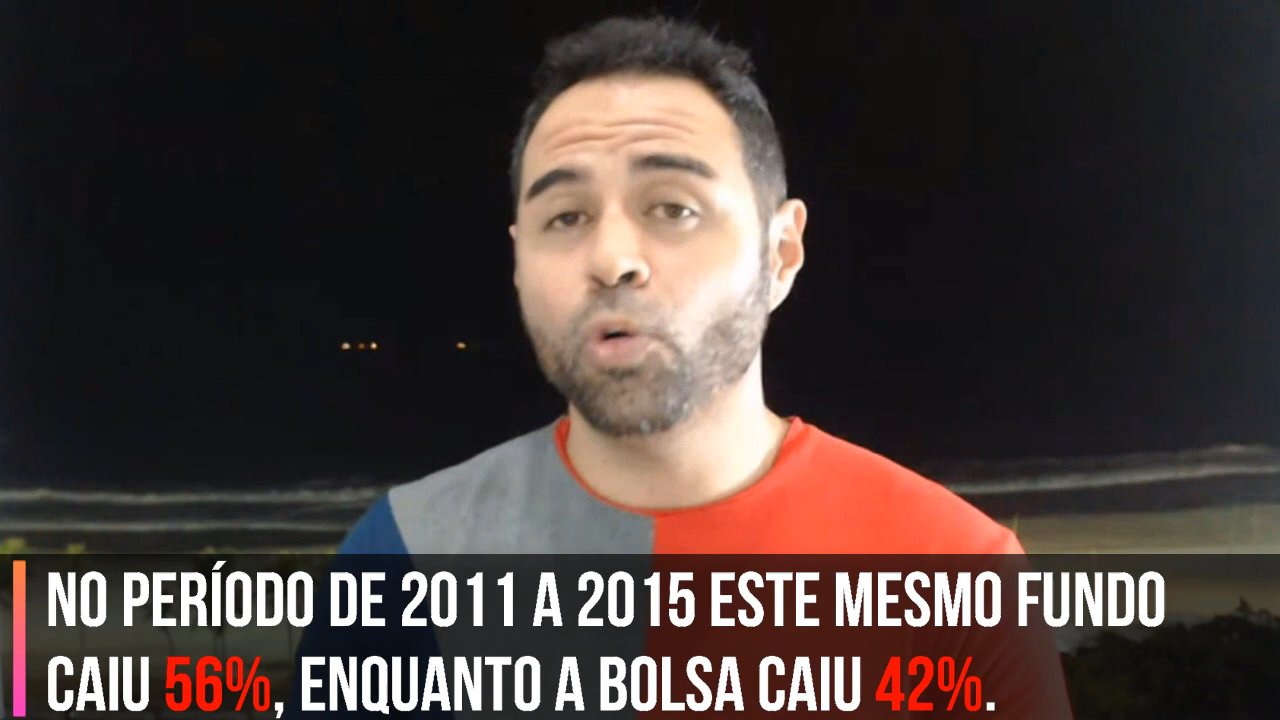 NO PERÍODO DE 2011 A 2015 ESTE MESMO FUNDO
CAIU 56%, ENQUANTO A BOLSA CAIU 42%.